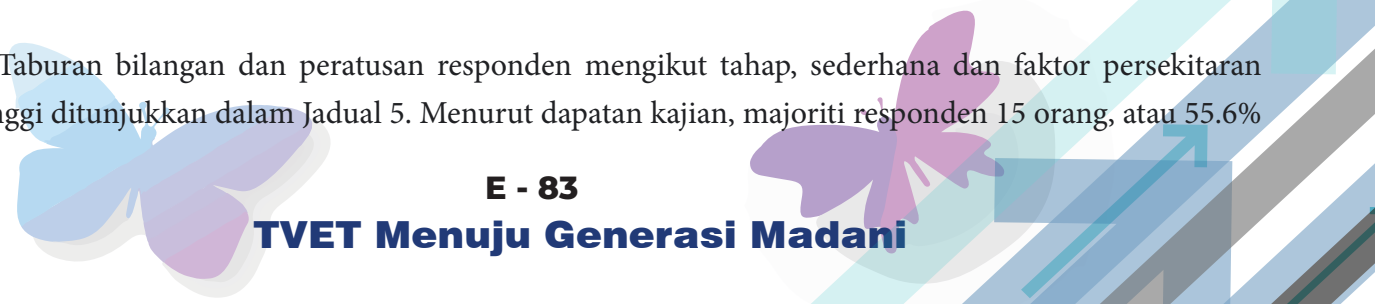 Taburan bilangan dan peratusan responden mengikut tahap, sederhana dan faktor persekitaran
nggi ditunjukkan dalam Jadual 5. Menurut dapatan kajian, majoriti responden 15 orang, atau 55.6%
E - 83
TVET Menuju Generasi Madani